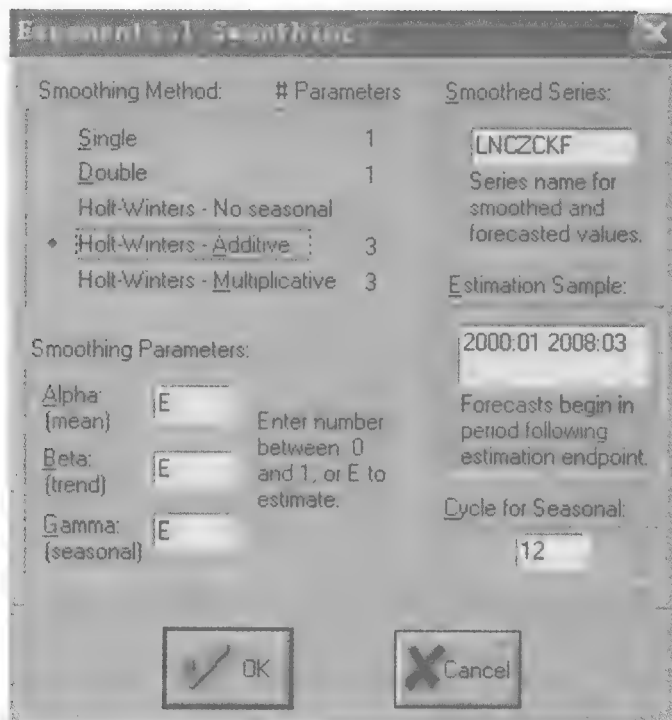 Exponential Smoothing
Smoothing Method: # Parameters
Single 1
Double 1
Holt-Winters - No seasonal
Holt-Winters - Additive 3
Holt-Winters - Multiplicative 3
Smoothing Parameters:
Alpha: E
(mean)
Beta: E
(trend)
Gamma: E
(seasonal)
Enter number
between 0
and 1, or E to
estimate.
Smoothed Series:
LNCZCKF
Series name for
smoothed and
forecasted values.
Estimation Sample:
2000:01 2008:03
Forecasts begin in
period following
estimation endpoint.
Cycle for Seasonal:
12
OK
Cancel